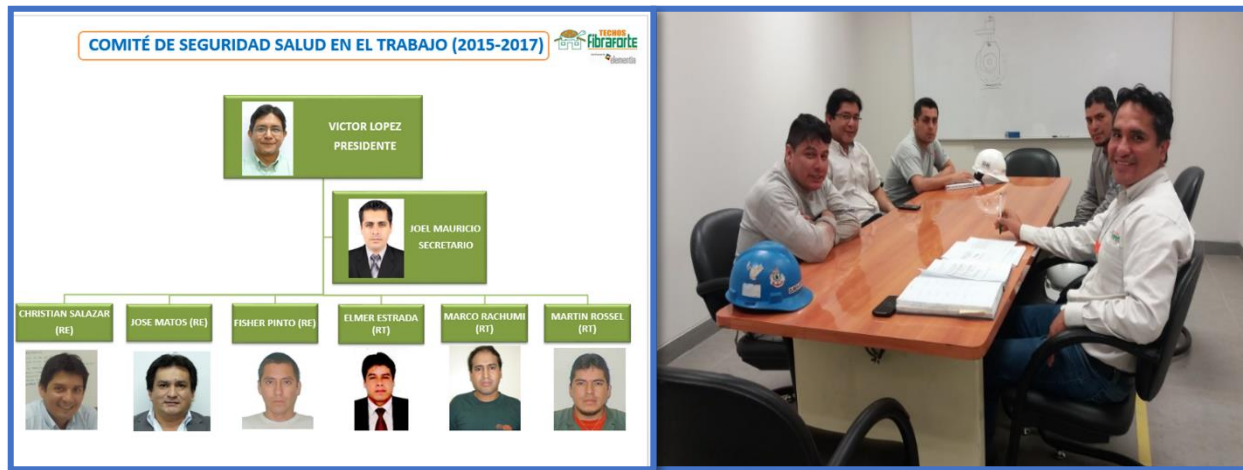 COMITÉ DE SEGURIDAD SALUD EN EL TRABAJO (2015-2017)
TECHOS
Fibraforte
elementia
VICTOR LOPEZ
PRESIDENTE
JOEL MAURICIO
SECRETARIO
CHRISTIAN SALAZAR
(RE)
JOSE MATOS (RE)
FISHER PINTO (RE)
ELMER ESTRADA
(RT)
MARCO RACHUMI
(RT)
MARTIN ROSSEL
(RT)